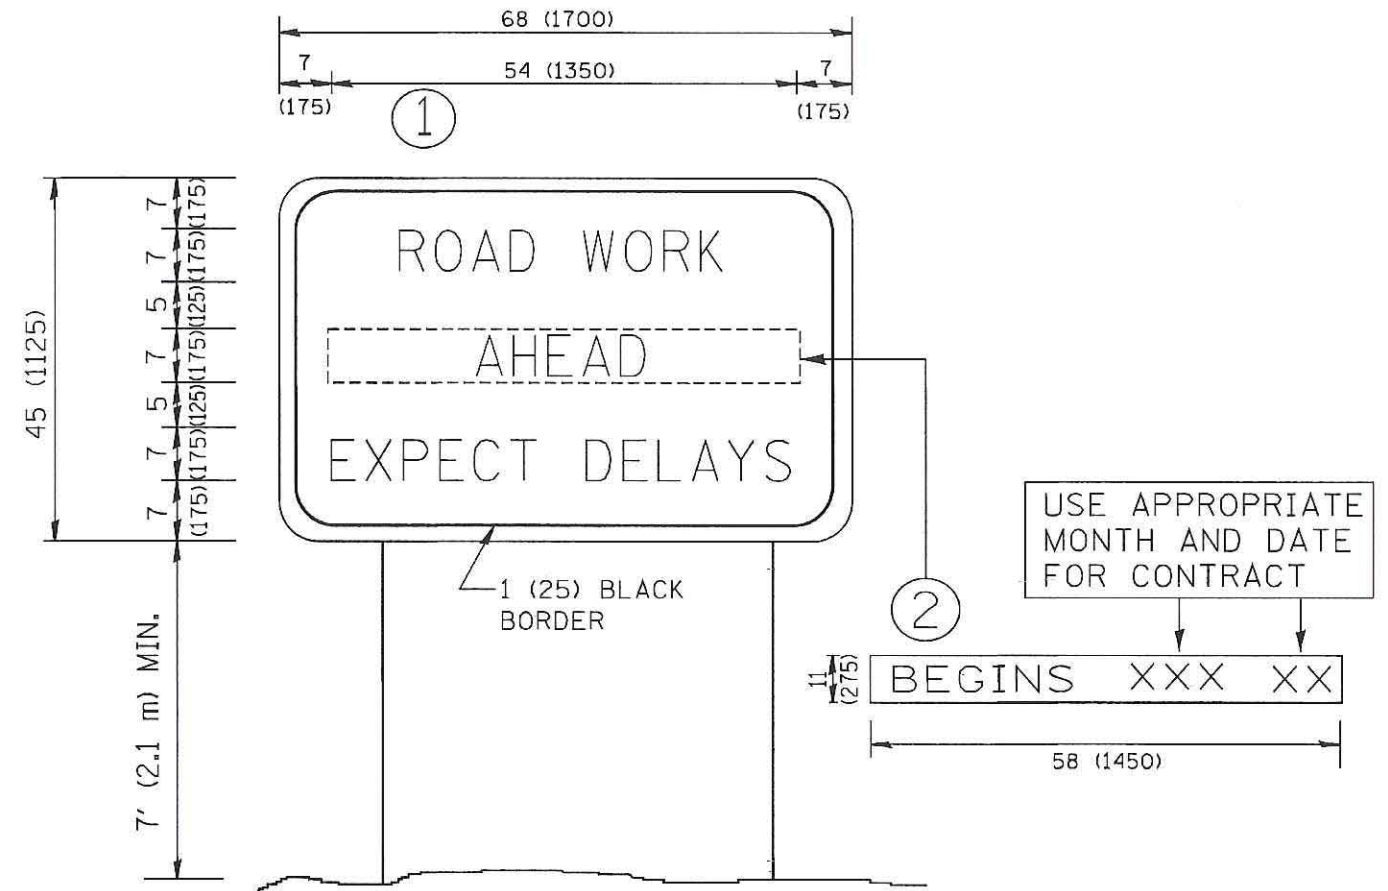 68 (1700)
7 54 (1350) 7
(175) (175)
1
45 (1125)
7 (175)
7 (175)
5 (125)
7 (175)
5 (125)
7 (175)
7 (175)
ROAD WORK
AHEAD
EXPECT DELAYS
1 (25) BLACK
BORDER
7' (2.1 m) MIN.
2
USE APPROPRIATE
MONTH AND DATE
FOR CONTRACT
11
(275)
BEGINS XXX XX
58 (1450)